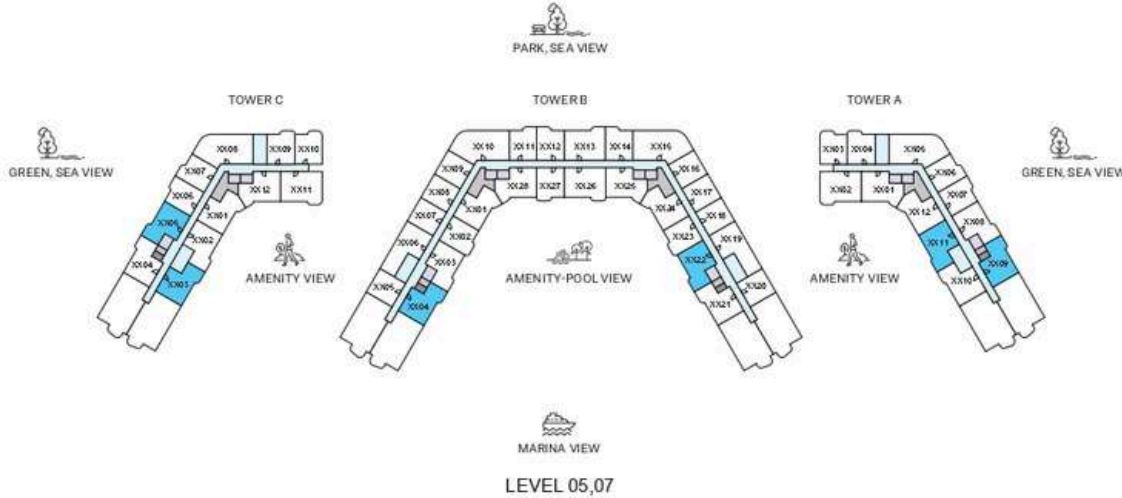 PARK, SEA VIEW
TOWER C
TOWER B
TOWER A
GREEN, SEA VIEW
GREEN, SEA VIEW
XX08
XX09
XX10
XX07
XX12
XX11
XX06
XX01
XX05
XX02
XX04
XX03
XX10
XX11
XX12
XX13
XX14
XX15
XX09
XX28
XX27
XX26
XX25
XX16
XX08
XX01
XX24
XX17
XX07
XX02
XX23
XX18
XX06
XX03
XX22
XX19
XX05
XX04
XX21
XX20
XX03
XX04
XX05
XX02
XX01
XX06
XX07
XX12
XX08
XX11
XX09
XX10
AMENITY VIEW
AMENITY-POOL VIEW
AMENITY VIEW
MARINA VIEW
LEVEL 05,07